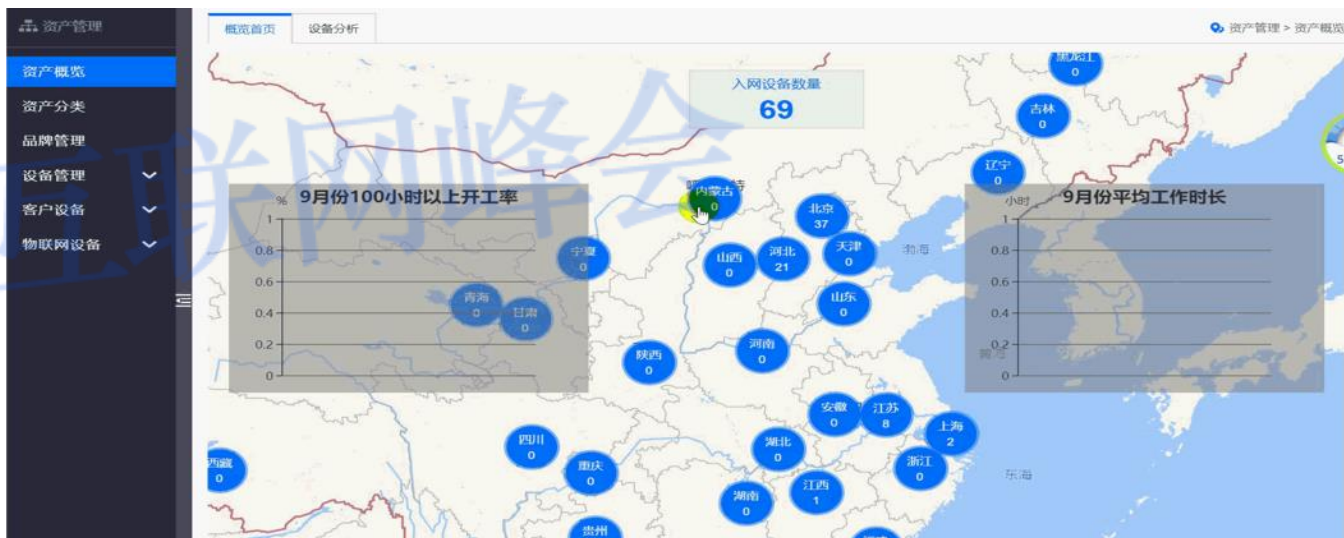 资产管理
概览首页
设备分析
资产管理 > 资产概览
资产概览
资产分类
品牌管理
设备管理
客户设备
物联网设备
互联网峰会
入网设备数量
69
黑龙江
0
吉林
0
辽宁
0
内蒙古
0
北京
37
天津
0
河北
21
山西
0
宁夏
0
青海
0
甘肃
0
山东
0
河南
0
陕西
0
安徽
0
江苏
8
上海
2
浙江
0
湖北
0
四川
0
重庆
0
西藏
0
湖南
0
江西
1
贵州
渤海
东海
9月份100小时以上开工率
%
1
0.8
0.6
0.4
0.2
0
9月份平均工作时长
小时
1
0.8
0.6
0.4
0.2
0
5